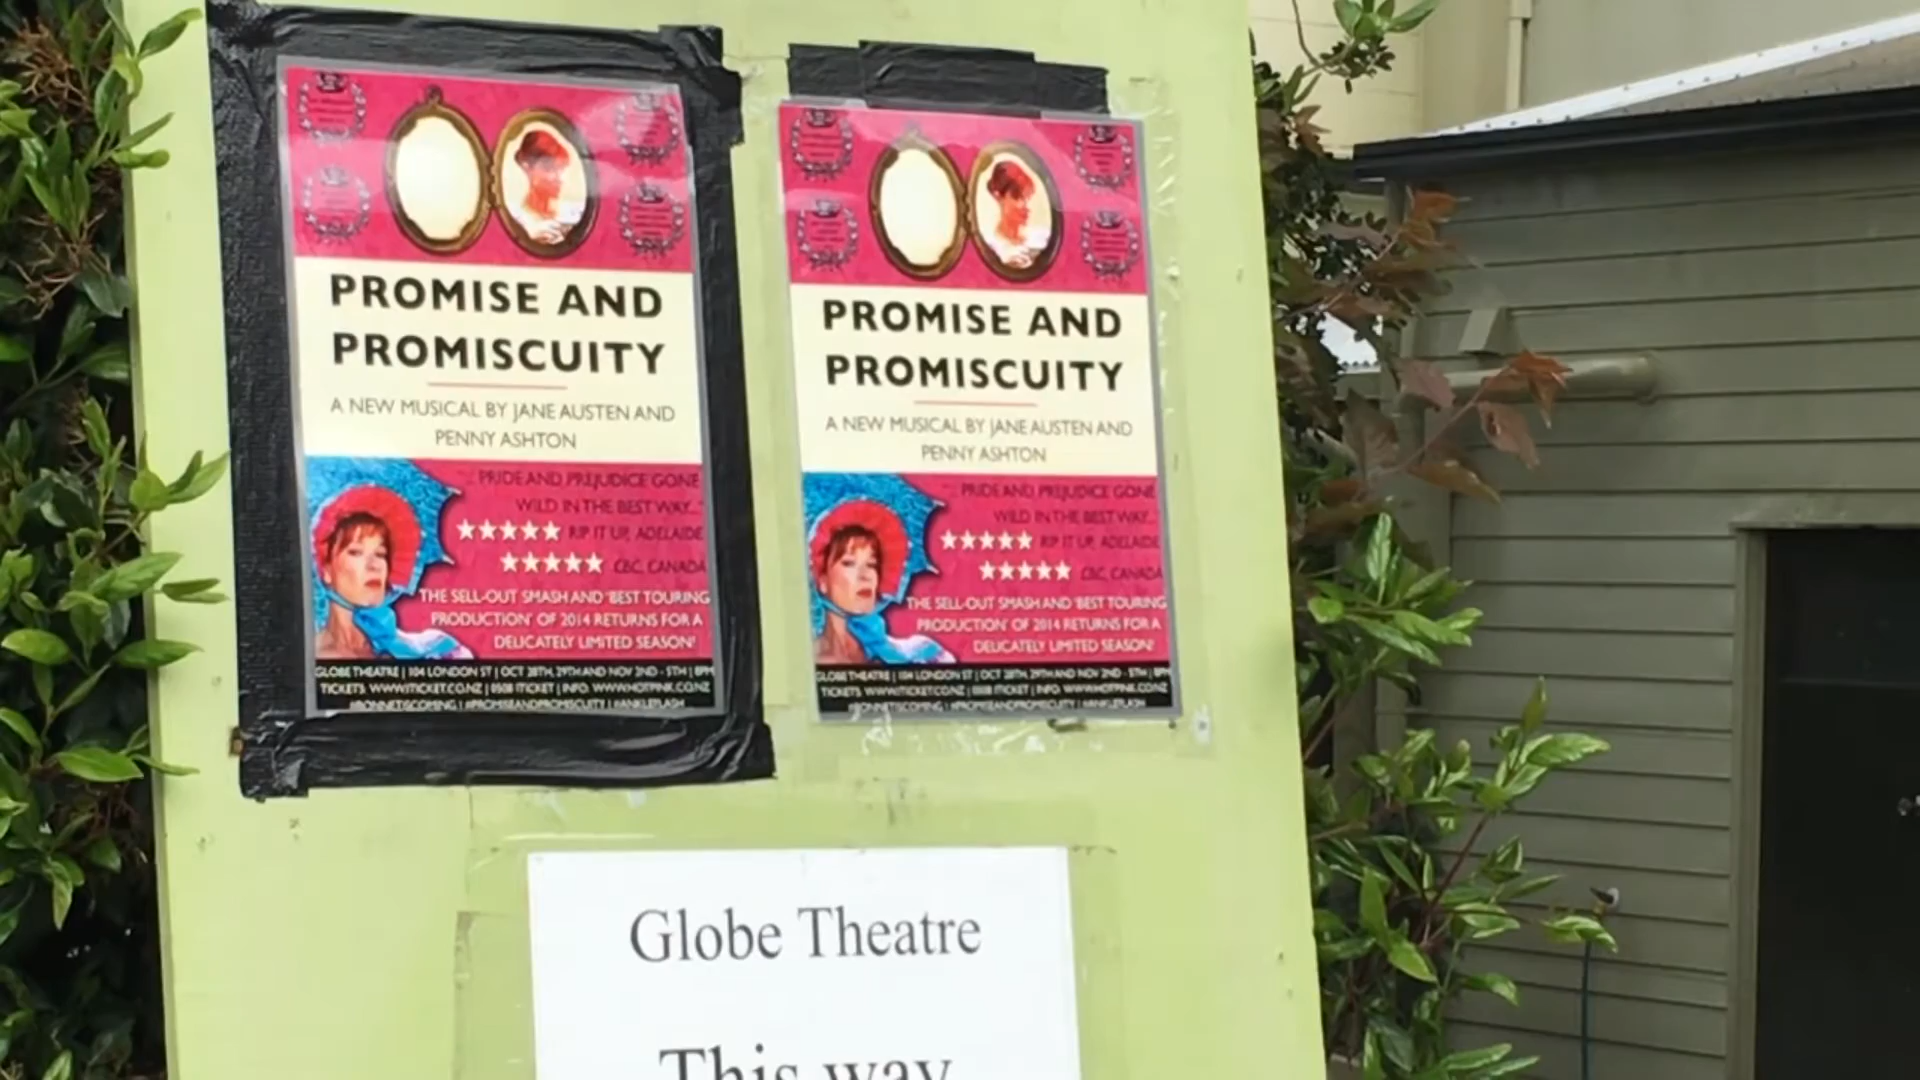 PROMISE AND
PROMISCUITY
A NEW MUSICAL BY JANE AUSTEN AND
PENNY ASHTON
PRIDE AND PREJUDICE GONE
WILD IN THE BEST WAY..."
★★★★★ RIP IT UP, ADELAIDE
★★★★★ CBC, CANADA
THE SELL-OUT SMASH AND 'BEST TOURING
PRODUCTION' OF 2014 RETURNS FOR A
DELICATELY LIMITED SEASON!
GLOBE THEATRE | 104 LONDON ST | OCT 28TH, 29TH AND NOV 2ND - 5TH | 8PM
TICKETS: WWW.ITICKET.CO.NZ | 0508 ITICKET | INFO: WWW.HOTPINK.CO.NZ
#BONNETISCOMING | #PROMISEANDPROMISCUITY | #ANKLEFLASH
PROMISE AND
PROMISCUITY
A NEW MUSICAL BY JANE AUSTEN AND
PENNY ASHTON
PRIDE AND PREJUDICE GONE
WILD IN THE BEST WAY...
★★★★★ RIP IT UP, ADELAIDE
★★★★★ CBC, CANADA
THE SELL-OUT SMASH AND 'BEST TOURING
PRODUCTION' OF 2014 RETURNS FOR A
DELICATELY LIMITED SEASON!
GLOBE THEATRE | 104 LONDON ST | OCT 28TH, 29TH AND NOV 2ND - 5TH | 8PM
TICKETS: WWW.ITICKET.CO.NZ | 0508 ITICKET | INFO: WWW.HOTPINK.CO.NZ
#BONNETISCOMING | #PROMISEANDPROMISCUITY | #ANKLEFLASH
Globe Theatre
This way